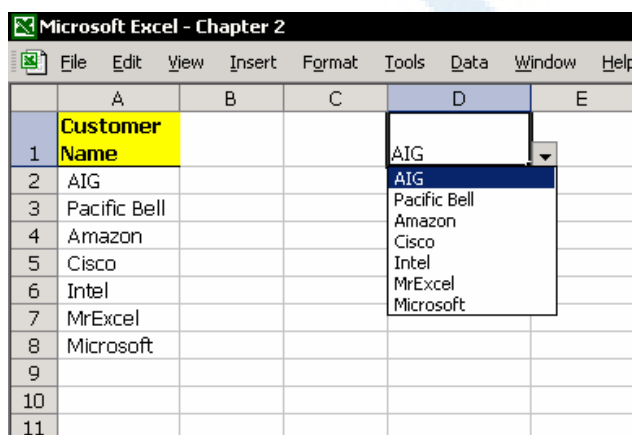 Microsoft Excel - Chapter 2
File Edit View Insert Format Tools Data Window Help
A B C D E
Customer
1 Name AIG
2 AIG AIG
3 Pacific Bell Pacific Bell
4 Amazon Amazon
5 Cisco Cisco
6 Intel Intel
7 MrExcel MrExcel
8 Microsoft Microsoft
9
10
11